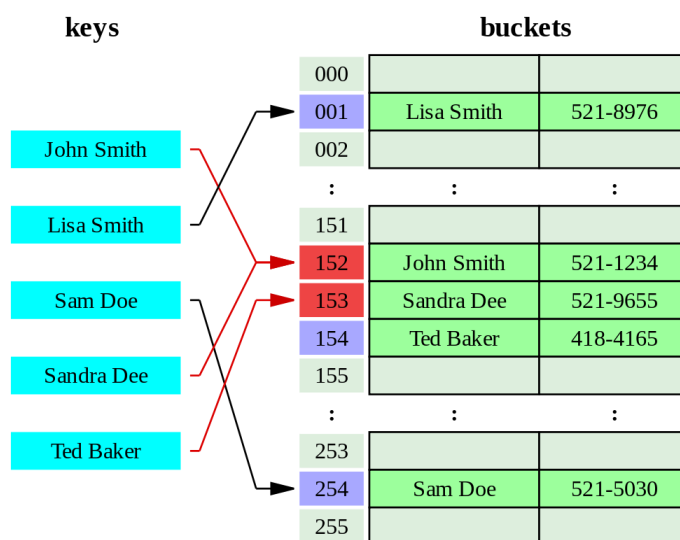 keys
buckets
John Smith
Lisa Smith
Sam Doe
Sandra Dee
Ted Baker
000
001 Lisa Smith 521-8976
002
: : :
151
152 John Smith 521-1234
153 Sandra Dee 521-9655
154 Ted Baker 418-4165
155
: : :
253
254 Sam Doe 521-5030
255